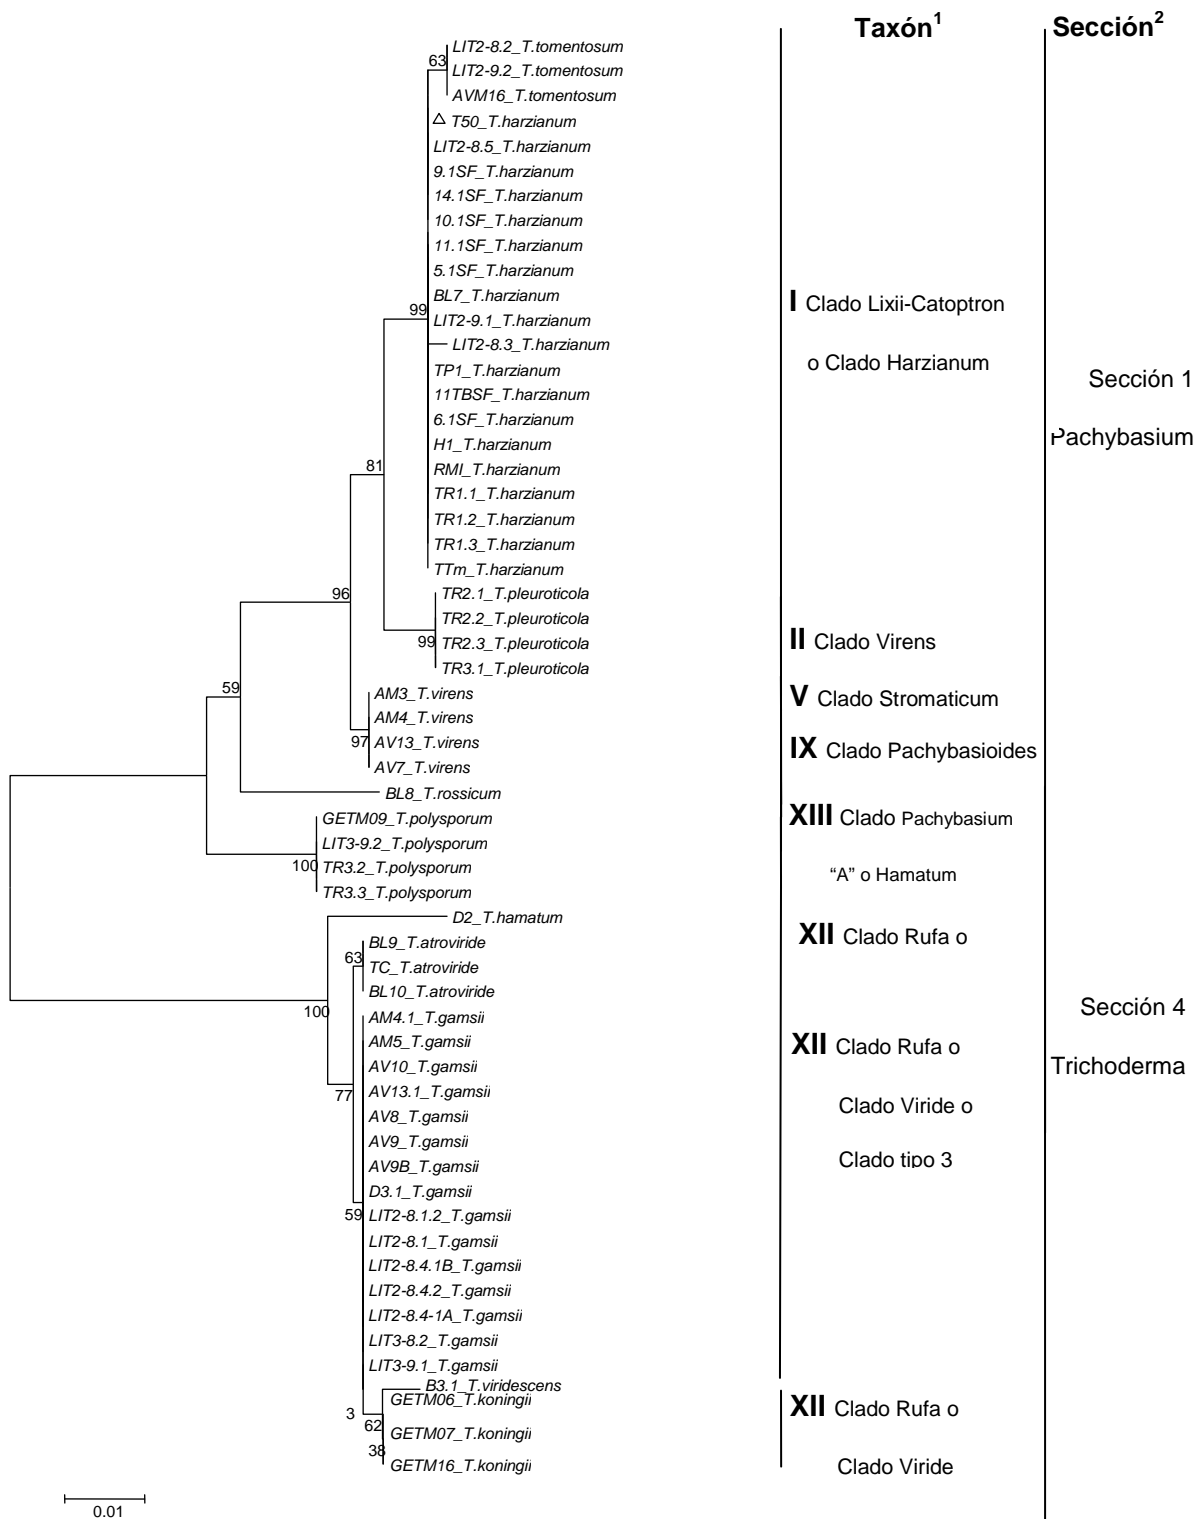 Taxón1 Sección2
LIT2-8.2_T.tomentosum
63
LIT2-9.2_T.tomentosum
AVM16_T.tomentosum
T50_T.harzianum
LIT2-8.5_T.harzianum
9.1SF_T.harzianum
14.1SF_T.harzianum
10.1SF_T.harzianum
11.1SF_T.harzianum
5.1SF_T.harzianum
BL7_T.harzianum
I Clado Lixii-Catoptron
99
LIT2-9.1_T.harzianum
LIT2-8.3_T.harzianum
o Clado Harzianum
TP1_T.harzianum
Sección 1
11TBSF_T.harzianum
6.1SF_T.harzianum
Pachybasium
H1_T.harzianum
81
RMI_T.harzianum
TR1.1_T.harzianum
TR1.2_T.harzianum
TR1.3_T.harzianum
TTm_T.harzianum
96
TR2.1_T.pleuroticola
TR2.2_T.pleuroticola
99
TR2.3_T.pleuroticola
II Clado Virens
TR3.1_T.pleuroticola
59
AM3_T.virens
V Clado Stromaticum
AM4_T.virens
97
AV13_T.virens
IX Clado Pachybasioides
AV7_T.virens
BL8_T.rossicum
GETM09_T.polysporum
XIII Clado Pachybasium
LIT3-9.2_T.polysporum
100
TR3.2_T.polysporum
“A” o Hamatum
TR3.3_T.polysporum
D2_T.hamatum
XII Clado Rufa o
BL9_T.atroviride
63
TC_T.atroviride
BL10_T.atroviride
100
Sección 4
AM4.1_T.gamsii
AM5_T.gamsii
XII Clado Rufa o
AV10_T.gamsii
Trichoderma
77
AV13.1_T.gamsii
Clado Viride o
AV8_T.gamsii
AV9_T.gamsii
Clado tipo 3
AV9B_T.gamsii
D3.1_T.gamsii
59
LIT2-8.1.2_T.gamsii
LIT2-8.1_T.gamsii
LIT2-8.4.1B_T.gamsii
LIT2-8.4.2_T.gamsii
LIT2-8.4-1A_T.gamsii
LIT3-8.2_T.gamsii
LIT3-9.1_T.gamsii
B3.1_T.viridescens
GETM06_T.koningii
XII Clado Rufa o
3
62
GETM07_T.koningii
38
GETM16_T.koningii
Clado Viride
0.01